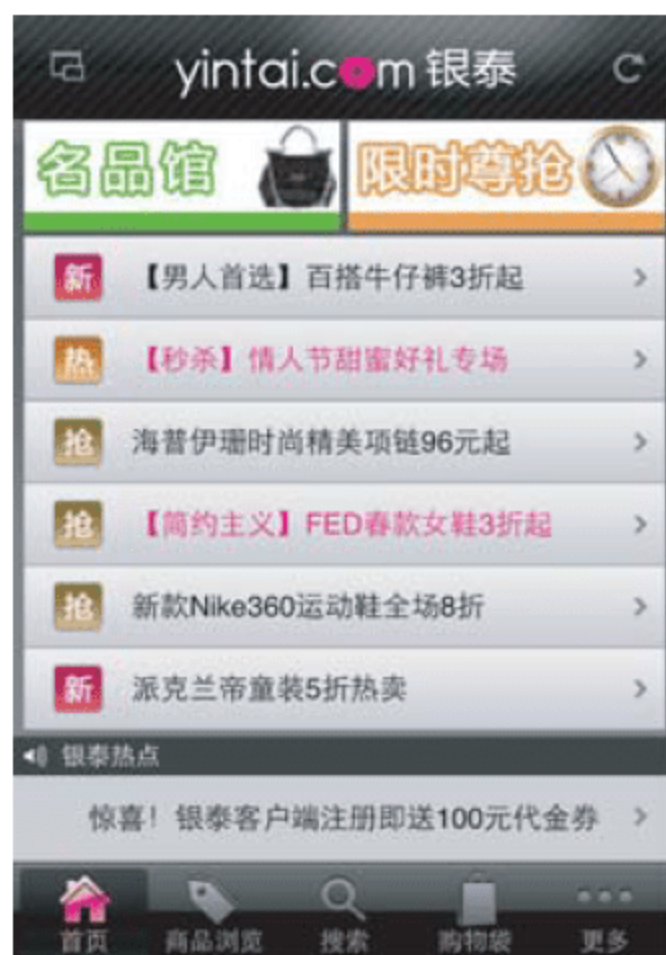 yintai.com 银泰
名品馆 限时尊抢
新 【男人首选】百搭牛仔裤3折起
热 【秒杀】情人节甜蜜好礼专场
抢 海普伊珊时尚精美项链96元起
抢 【简约主义】FED春款女鞋3折起
抢 新款Nike360运动鞋全场8折
新 派克兰帝童装5折热卖
银泰热点
惊喜！银泰客户端注册即送100元代金券
首页 商品浏览 搜索 购物袋 更多